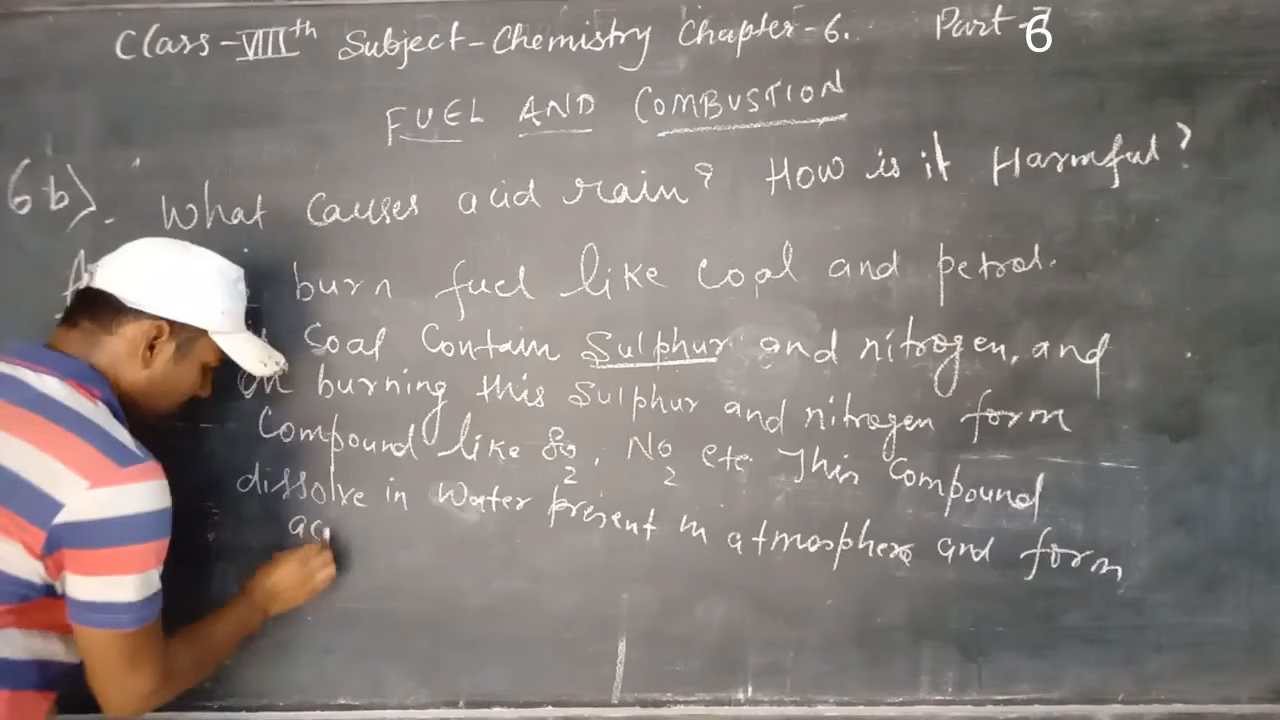 Class-VIIIth Subject-Chemistry Chapter-6. Part-6
FUEL AND COMBUSTION
6b). What causes acid rain? How is it Harmful?
burn fuel like Coal and petrol.
Coal Contain Sulphur and nitrogen, and
On burning this Sulphur and nitrogen form
Compound like So2, No2 etc This Compound
dissolve in Water present in atmosphere and form
aci